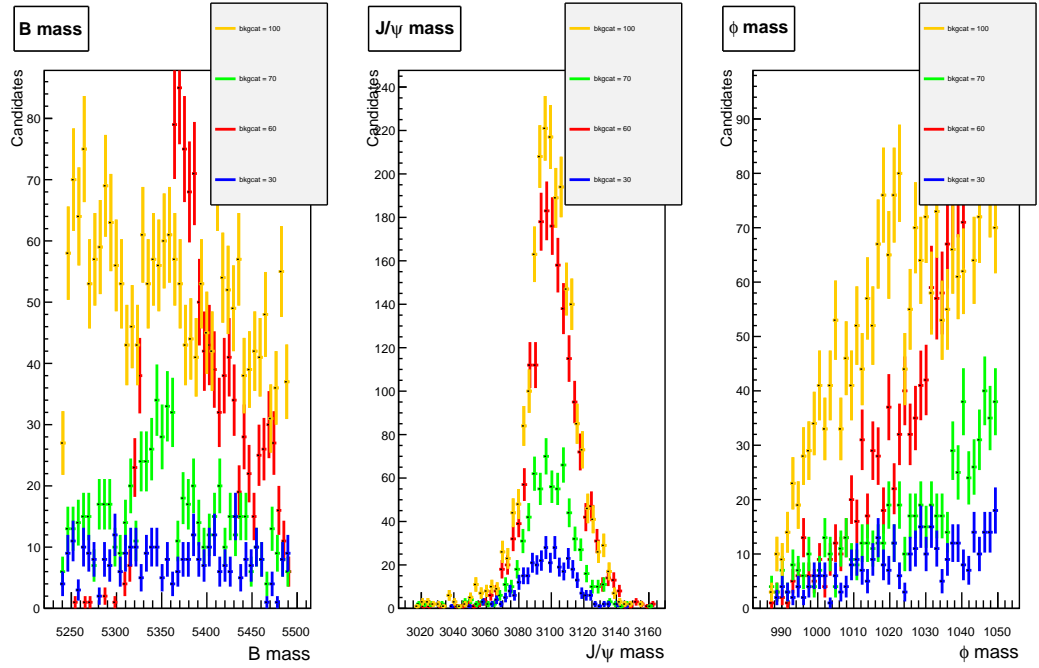 B mass
bkgcat = 100
bkgcat = 70
bkgcat = 60
bkgcat = 30
Candidates
80
70
60
50
40
30
20
10
0
5250 5300 5350 5400 5450 5500
B mass
J/ψ mass
bkgcat = 100
bkgcat = 70
bkgcat = 60
bkgcat = 30
Candidates
240
220
200
180
160
140
120
100
80
60
40
20
0
3020 3040 3060 3080 3100 3120 3140 3160
J/ψ mass
ϕ mass
bkgcat = 100
bkgcat = 70
bkgcat = 60
bkgcat = 30
Candidates
90
80
70
60
50
40
30
20
10
0
990 1000 1010 1020 1030 1040 1050
ϕ mass